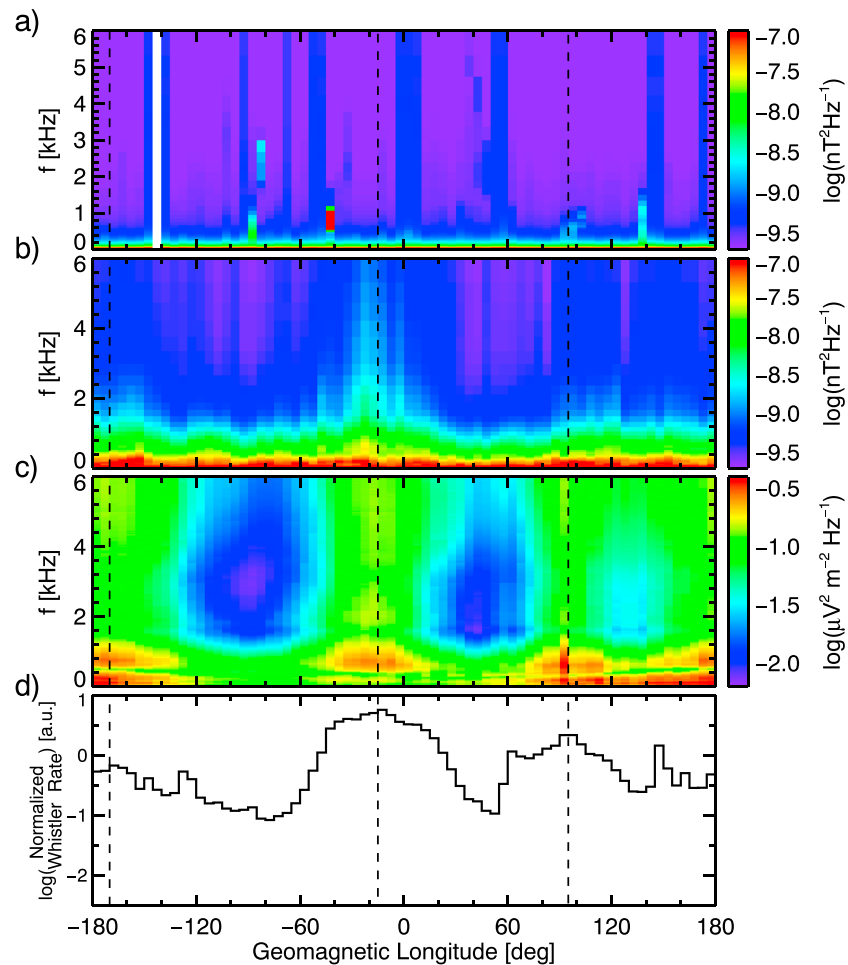 a)
6
5
4
3
2
1
0
f [kHz]
−7.0
−7.5
−8.0
−8.5
−9.0
−9.5
log(nT²Hz⁻¹)
b)
6
4
2
0
f [kHz]
−7.0
−7.5
−8.0
−8.5
−9.0
−9.5
log(nT²Hz⁻¹)
c)
6
4
2
0
f [kHz]
−0.5
−1.0
−1.5
−2.0
log(μV² m⁻² Hz⁻¹)
d)
1
0
−1
−2
log(Normalized Whistler Rate) [a.u.]
−180 −120 −60 0 60 120 180
Geomagnetic Longitude [deg]